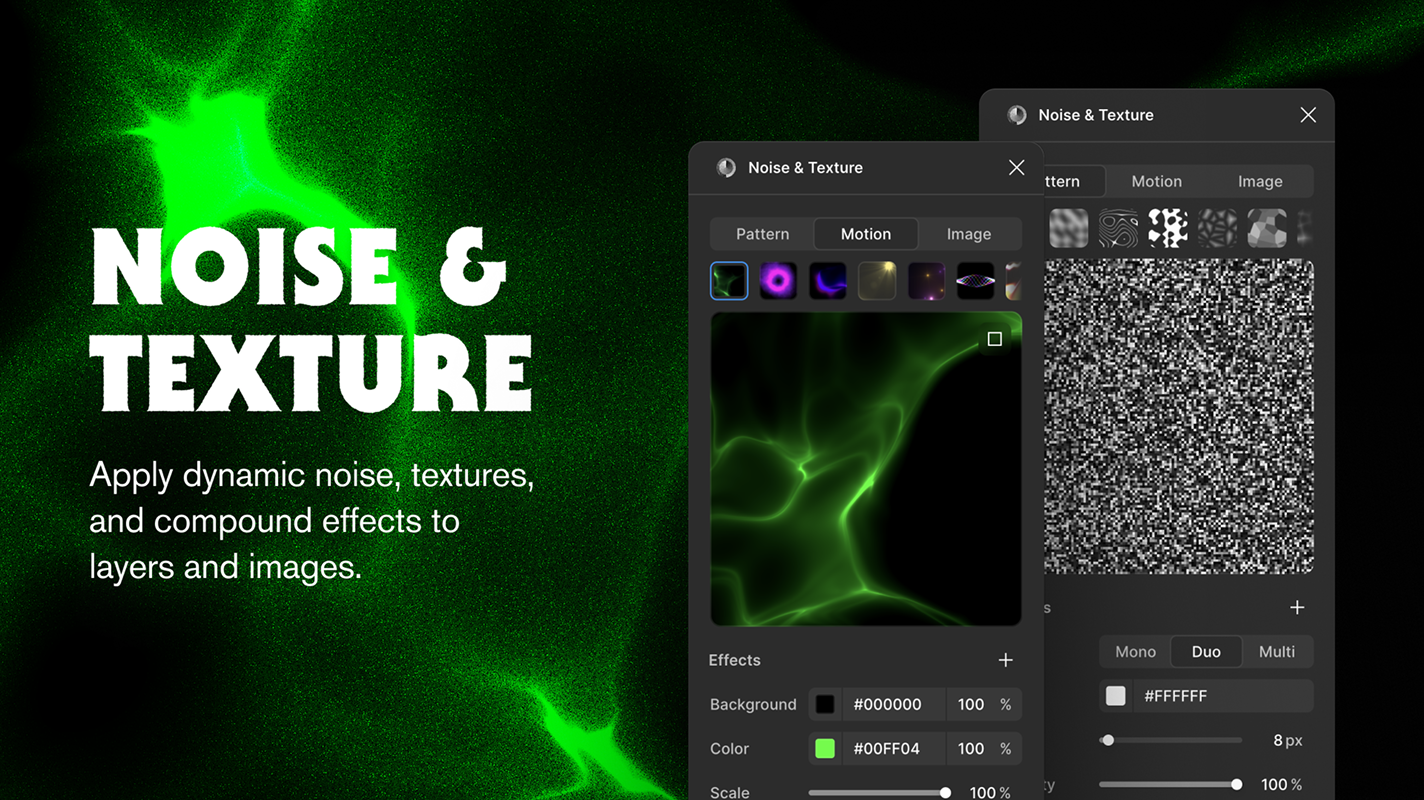 NOISE &
TEXTURE
Apply dynamic noise, textures,
and compound effects to
layers and images.
Noise & Texture
Pattern Motion Image
Effects
Background #000000 100 %
Color #00FF04 100 %
Scale 100 %
Noise & Texture
ttern Motion Image
s
Mono Duo Multi
#FFFFFF
8 px
ty 100 %